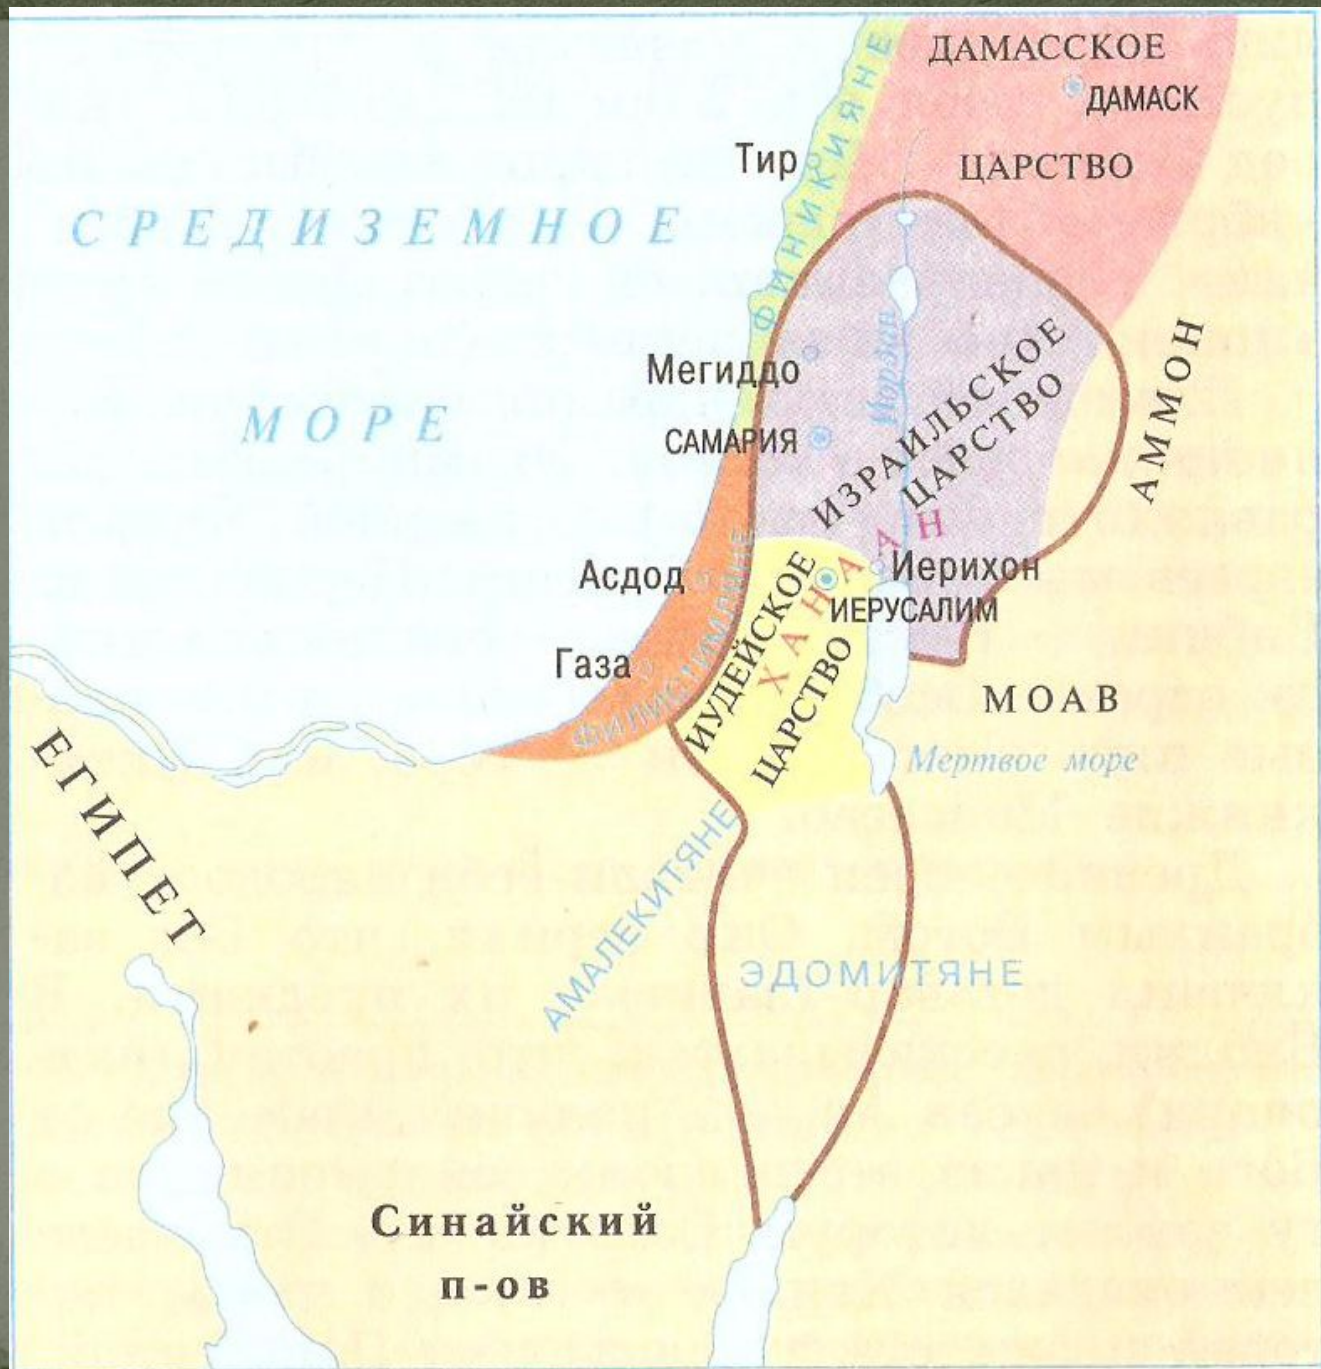 ДАМАССКОЕ
ДАМАСК
ЦАРСТВО
ФИНИКИЯНЕ
Тир
СРЕДИЗЕМНОЕ
МОРЕ
Мегиддо
САМАРИЯ
Иордан
ИЗРАИЛЬСКОЕ
ЦАРСТВО
АММОН
ХАНААН
Асдод
Иерихон
ИЕРУСАЛИМ
Газа
ФИЛИСТИМЛЯНЕ
ИУДЕЙСКОЕ
ЦАРСТВО
МОАВ
Мертвое море
ЕГИПЕТ
АМАЛЕКИТЯНЕ
ЭДОМИТЯНЕ
Синайский
п-ов